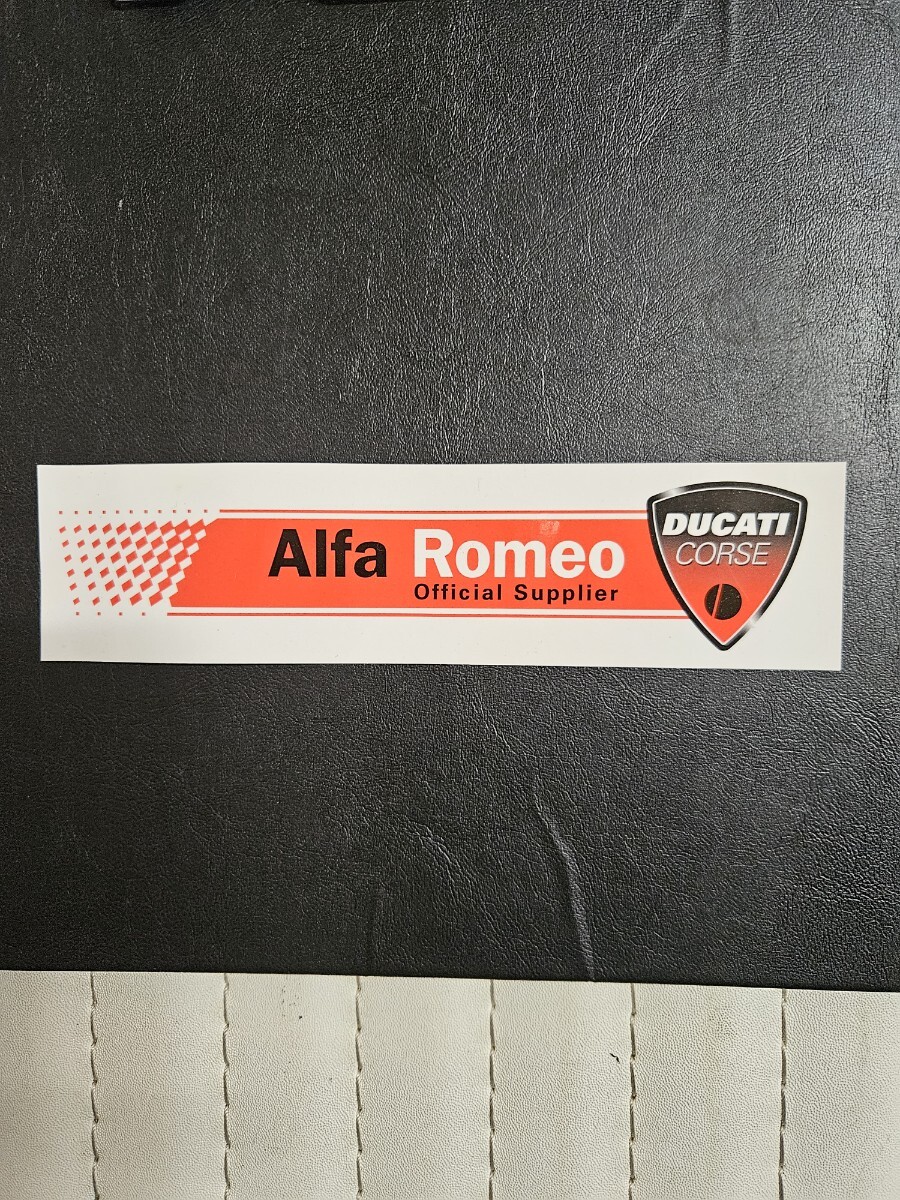 Alfa Romeo
Official Supplier
DUCATI
CORSE